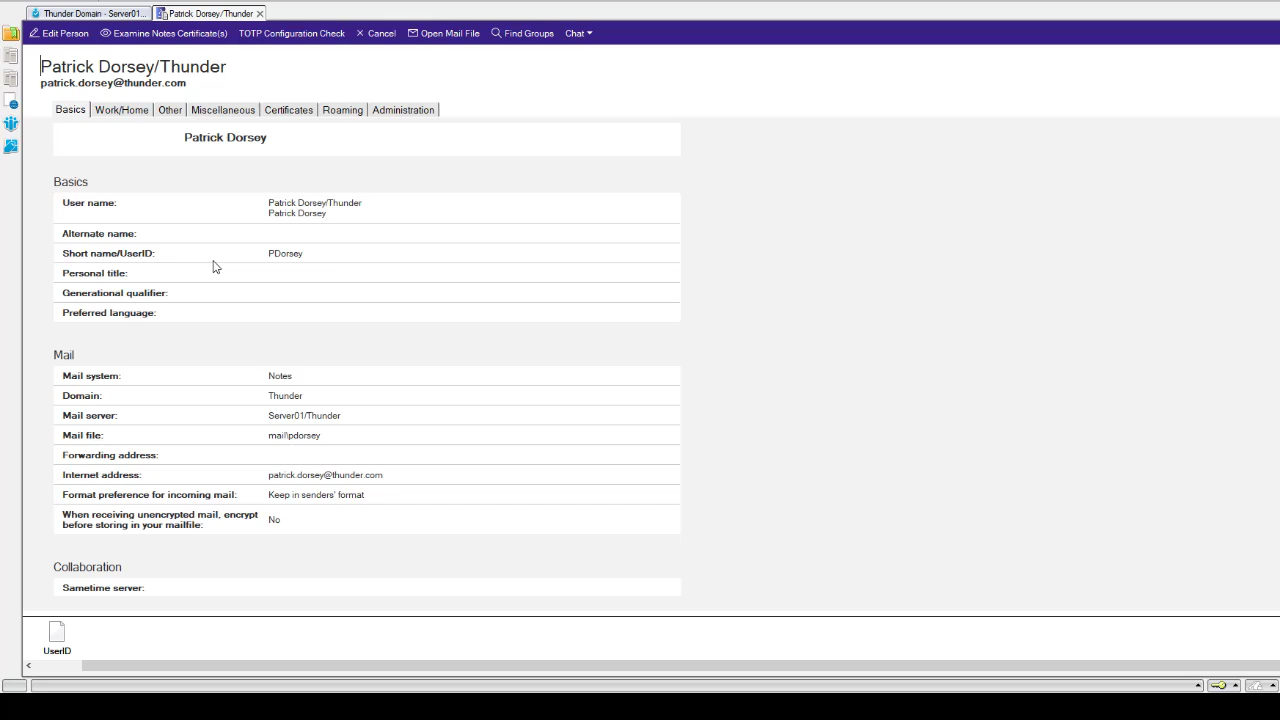 Thunder Domain - Server01...
Patrick Dorsey/Thunder
Edit Person
Examine Notes Certificate(s)
TOTP Configuration Check
Cancel
Open Mail File
Find Groups
Chat
Patrick Dorsey/Thunder
patrick.dorsey@thunder.com
Basics
Work/Home
Other
Miscellaneous
Certificates
Roaming
Administration
Patrick Dorsey
Basics
User name: Patrick Dorsey/Thunder
Patrick Dorsey
Alternate name:
Short name/UserID: PDorsey
Personal title:
Generational qualifier:
Preferred language:
Mail
Mail system: Notes
Domain: Thunder
Mail server: Server01/Thunder
Mail file: mail\pdorsey
Forwarding address:
Internet address: patrick.dorsey@thunder.com
Format preference for incoming mail: Keep in senders' format
When receiving unencrypted mail, encrypt
before storing in your mailfile: No
Collaboration
Sametime server:
UserID